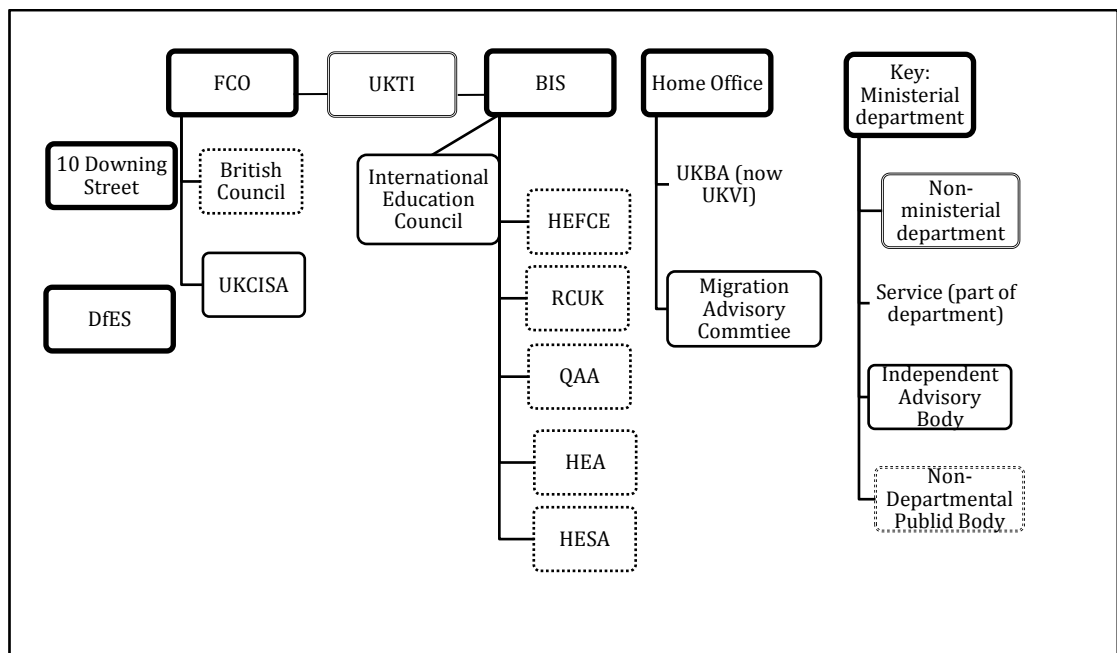 FCO
UKTI
BIS
Home Office
Key:
Ministerial
department
10 Downing
Street
British
Council
UKCISA
DfES
International
Education
Council
HEFCE
RCUK
QAA
HEA
HESA
UKBA (now
UKVI)
Migration
Advisory
Commtiee
Non-
ministerial
department
Service (part of
department)
Independent
Advisory
Body
Non-
Departmental
Publid Body